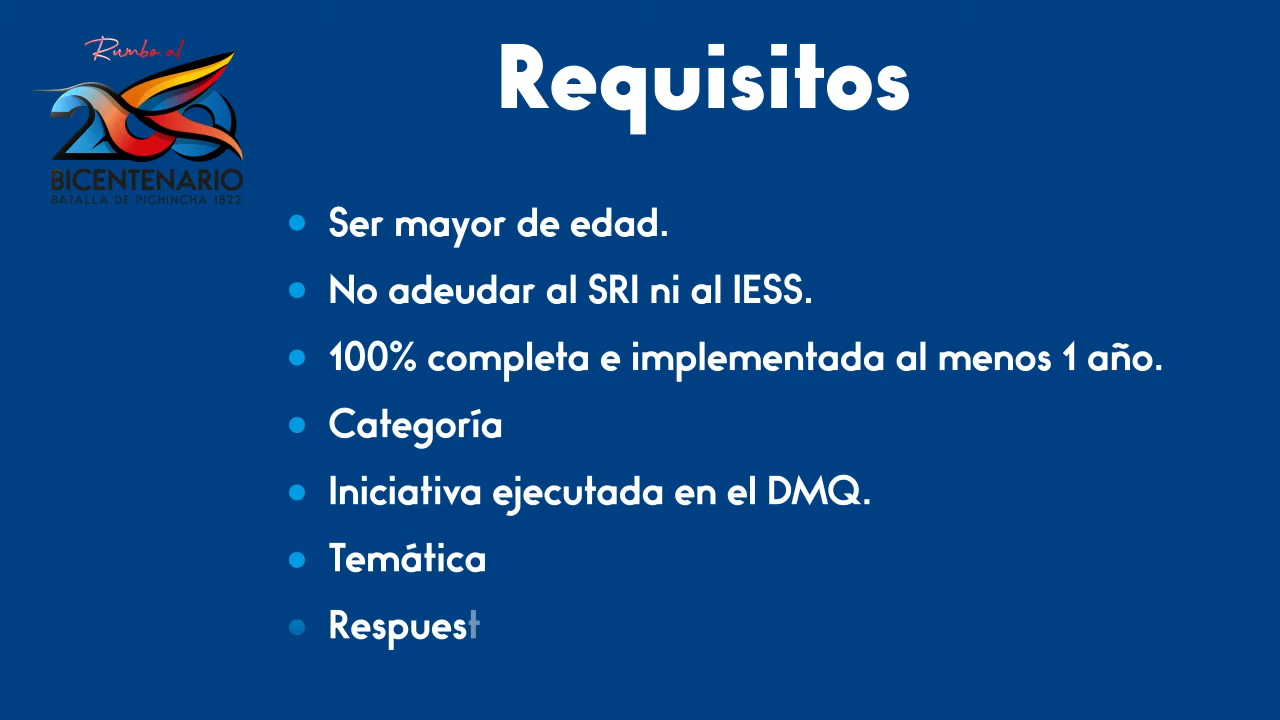 Rumbo al
200
BICENTENARIO
BATALLA DE PICHINCHA 1822
Requisitos
Ser mayor de edad.
No adeudar al SRI ni al IESS.
100% completa e implementada al menos 1 año.
Categoría
Iniciativa ejecutada en el DMQ.
Temática
Respuest